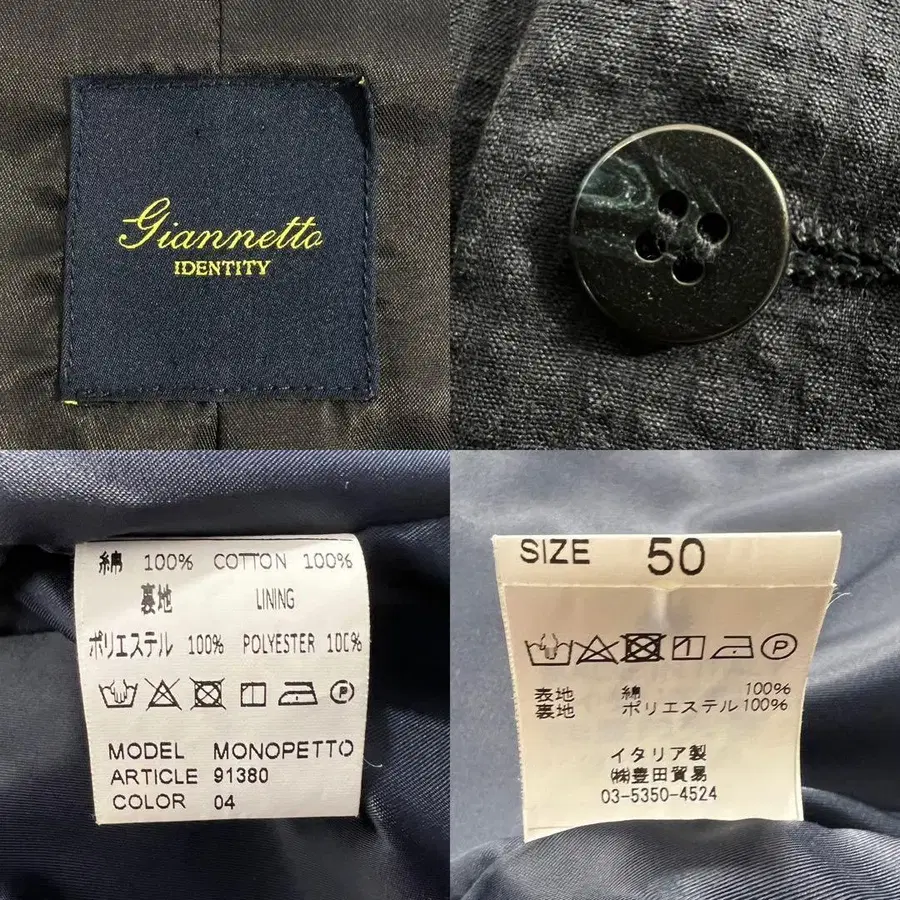 Giannetto
IDENTITY
綿 100% COTTON 100%
裏地 LINING
ポリエステル 100% POLYESTER 100%
MODEL MONOPETTO
ARTICLE 91380
COLOR 04
SIZE 50
表地 綿 100%
裏地 ポリエステル 100%
イタリア製
㈱豊田貿易
03-5350-4524